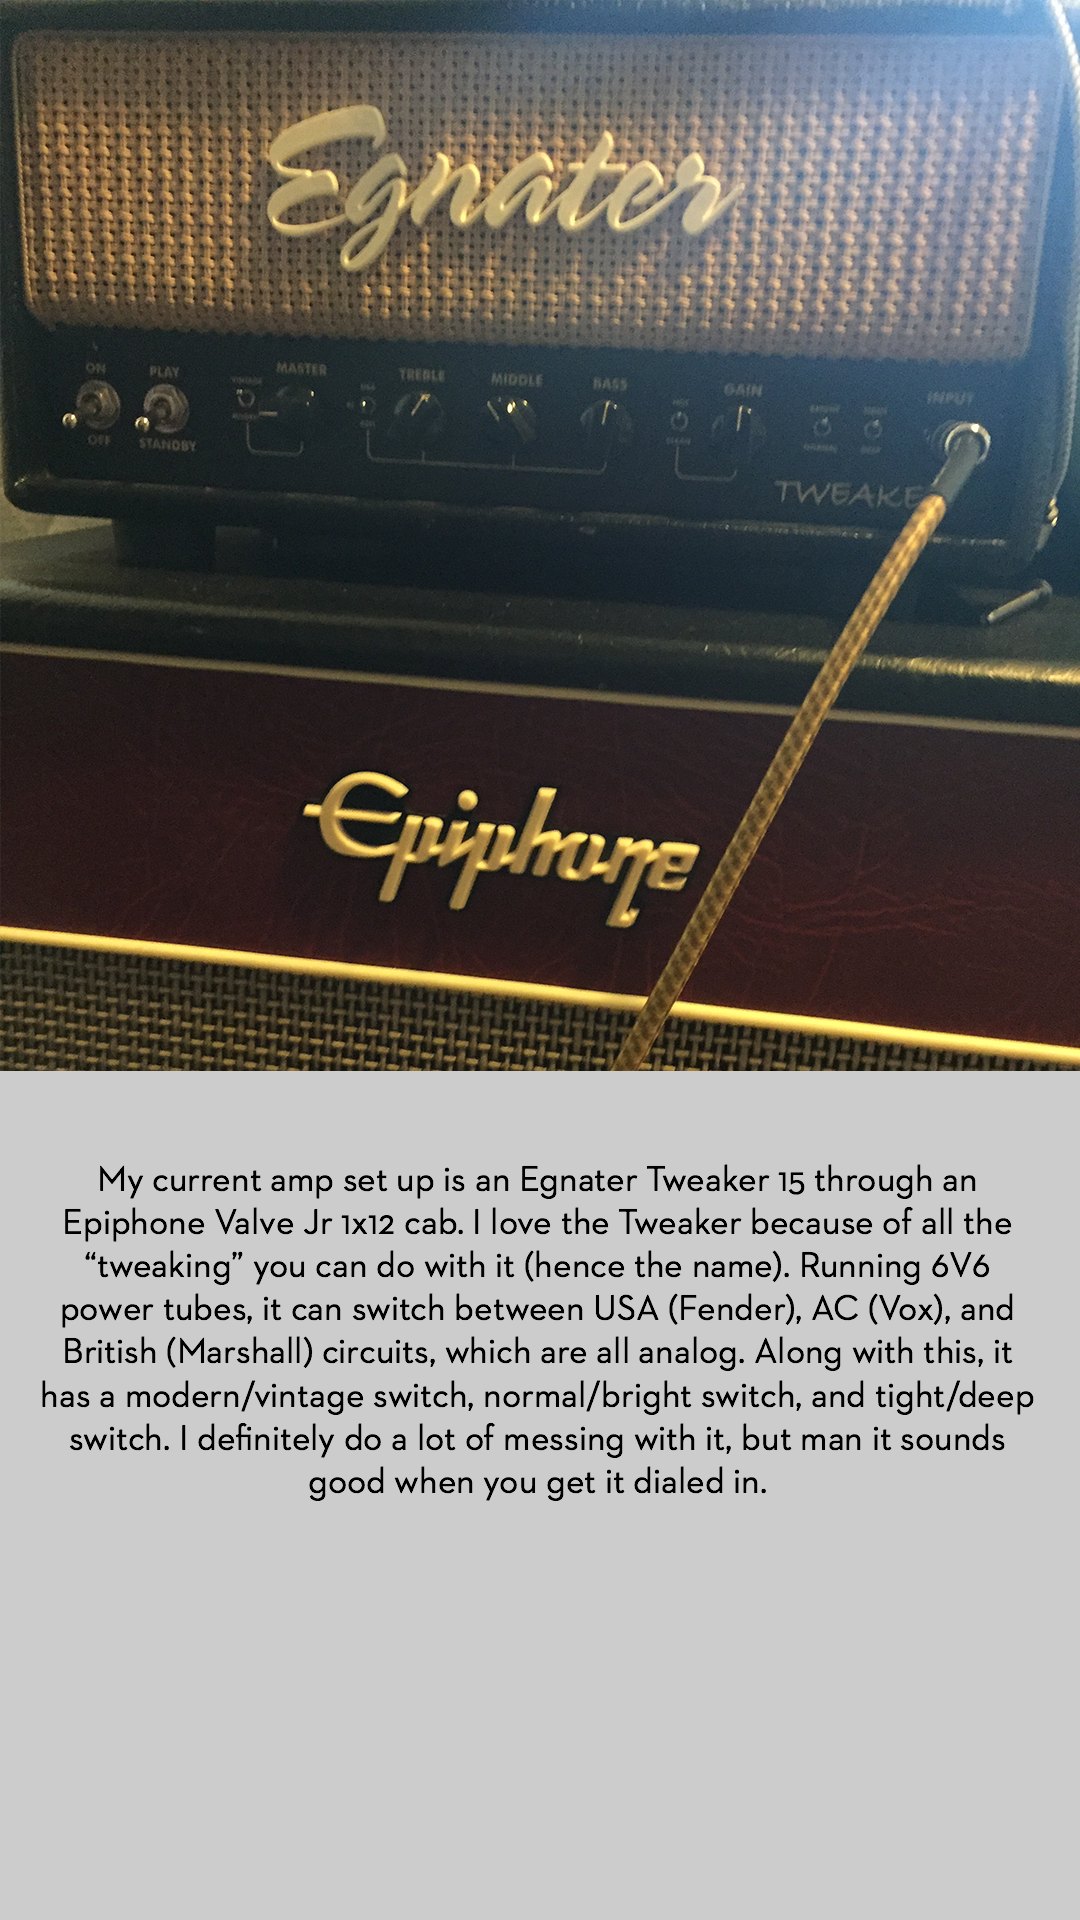 Egnater
ON
PLAY
MASTER
TREBLE
MIDDLE
BASS
GAIN
INPUT
OFF
STANDBY
TWEAKE
Epiphone
My current amp set up is an Egnater Tweaker 15 through an
Epiphone Valve Jr 1x12 cab. I love the Tweaker because of all the
“tweaking” you can do with it (hence the name). Running 6V6
power tubes, it can switch between USA (Fender), AC (Vox), and
British (Marshall) circuits, which are all analog. Along with this, it
has a modern/vintage switch, normal/bright switch, and tight/deep
switch. I definitely do a lot of messing with it, but man it sounds
good when you get it dialed in.